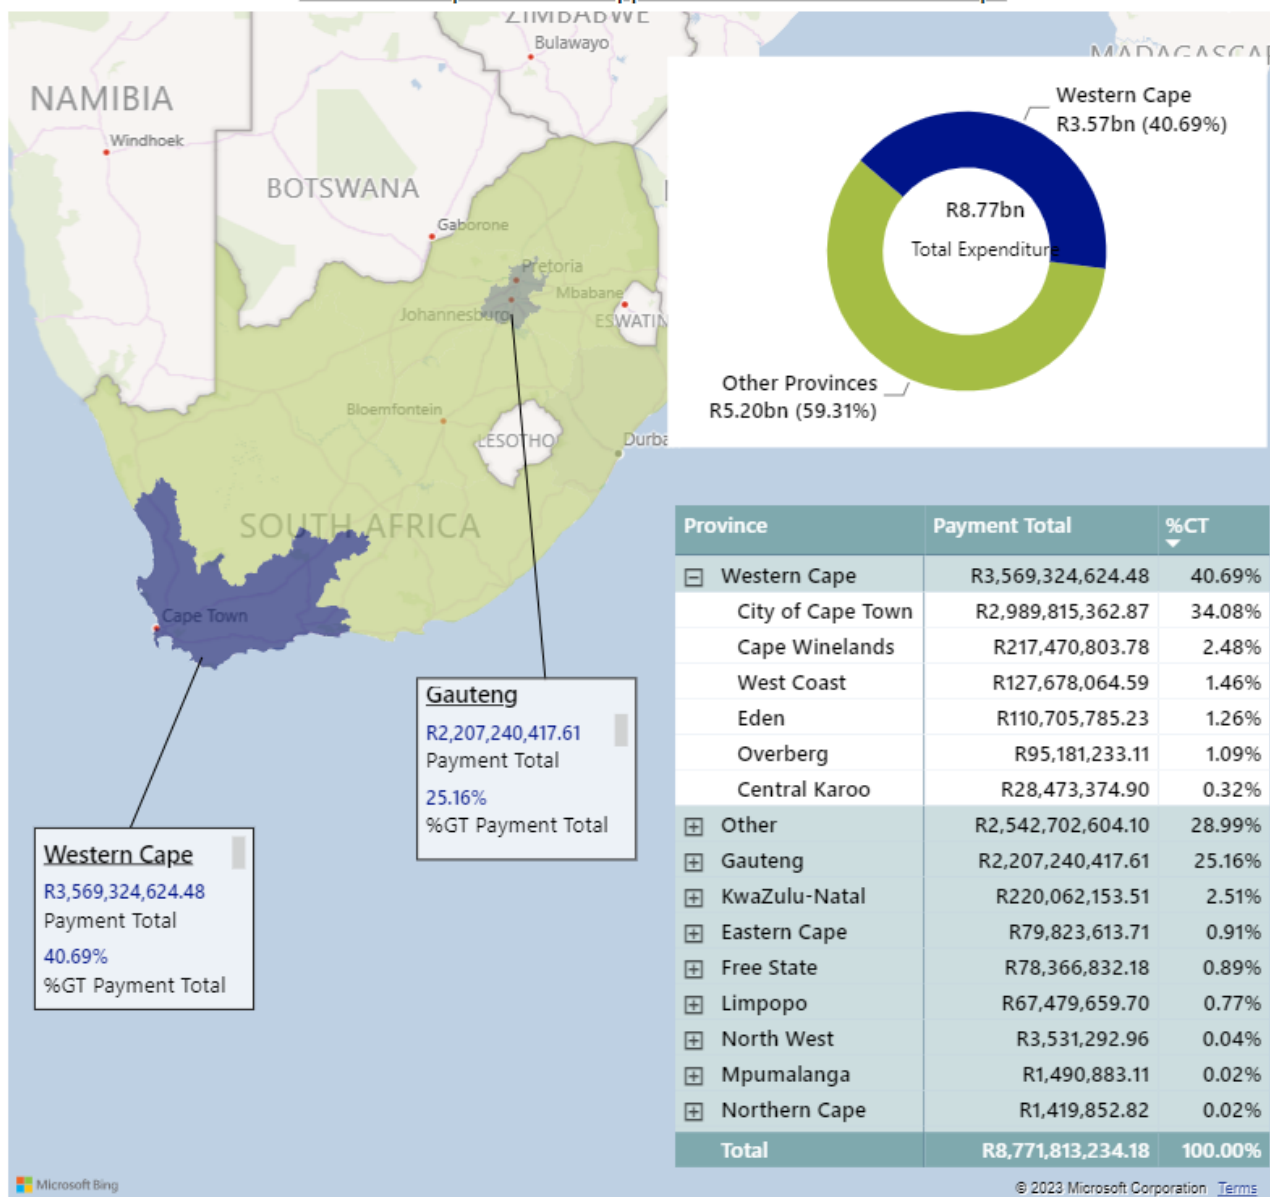 ZIMBABWE
Bulawayo
NAMIBIA
Windhoek
BOTSWANA
Gaborone
Pretoria
Johannesburg
Mbabane
ESWATIN
Bloemfontein
LESOTHO
Durba
SOUTH AFRICA
Cape Town
MADAGASCA
Western Cape
R3.57bn (40.69%)
R8.77bn
Total Expenditure
Other Provinces
R5.20bn (59.31%)
Gauteng
R2,207,240,417.61
Payment Total
25.16%
%GT Payment Total
Western Cape
R3,569,324,624.48
Payment Total
40.69%
%GT Payment Total
Province Payment Total %CT
Western Cape R3,569,324,624.48 40.69%
City of Cape Town R2,989,815,362.87 34.08%
Cape Winelands R217,470,803.78 2.48%
West Coast R127,678,064.59 1.46%
Eden R110,705,785.23 1.26%
Overberg R95,181,233.11 1.09%
Central Karoo R28,473,374.90 0.32%
Other R2,542,702,604.10 28.99%
Gauteng R2,207,240,417.61 25.16%
KwaZulu-Natal R220,062,153.51 2.51%
Eastern Cape R79,823,613.71 0.91%
Free State R78,366,832.18 0.89%
Limpopo R67,479,659.70 0.77%
North West R3,531,292.96 0.04%
Mpumalanga R1,490,883.11 0.02%
Northern Cape R1,419,852.82 0.02%
Total R8,771,813,234.18 100.00%
Microsoft Bing
© 2023 Microsoft Corporation Terms